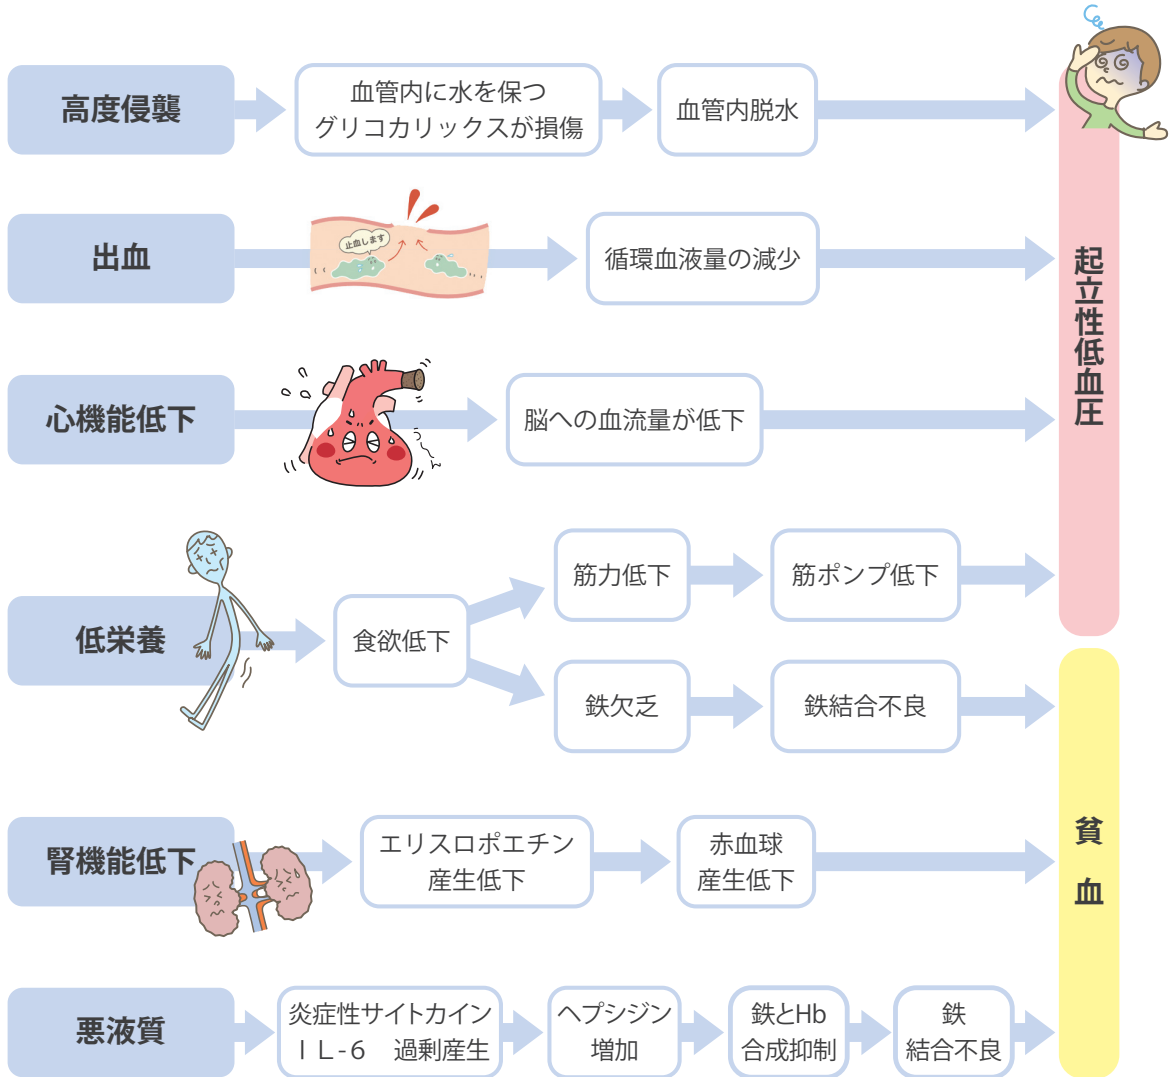 高度侵襲
血管内に水を保つ
グリコカリックスが損傷
血管内脱水
出血
止血します
循環血液量の減少
心機能低下
脳への血流量が低下
起立性低血圧
低栄養
食欲低下
筋力低下
筋ポンプ低下
鉄欠乏
鉄結合不良
腎機能低下
エリスロポエチン
産生低下
赤血球
産生低下
貧血
悪液質
炎症性サイトカイン
ＩＬ-６　過剰産生
ヘプシジン
増加
鉄とHb
合成抑制
鉄
結合不良